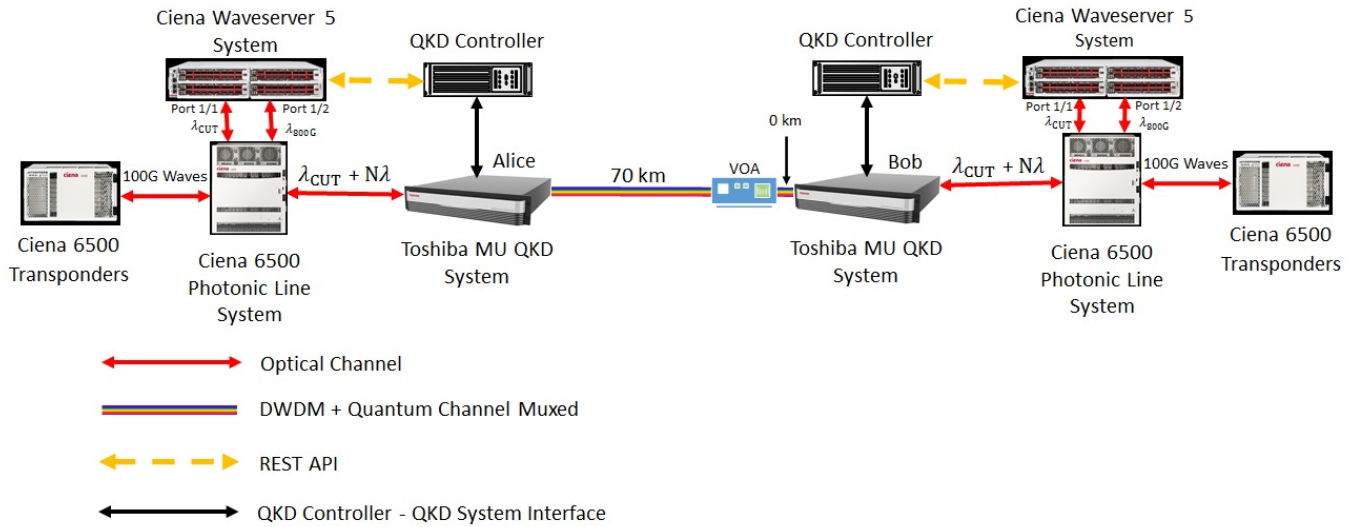 Ciena Waveserver 5
System
QKD Controller
Port 1/1
Port 1/2
λCUT
λ800G
100G Waves
λCUT + Nλ
Alice
Ciena 6500
Transponders
Ciena 6500
Photonic Line
System
Toshiba MU QKD
System
70 km
VOA
0 km
QKD Controller
Ciena Waveserver 5
System
Port 1/1
Port 1/2
λCUT
λ800G
Bob
λCUT + Nλ
100G Waves
Toshiba MU QKD
System
Ciena 6500
Photonic Line
System
Ciena 6500
Transponders
Optical Channel
DWDM + Quantum Channel Muxed
REST API
QKD Controller - QKD System Interface